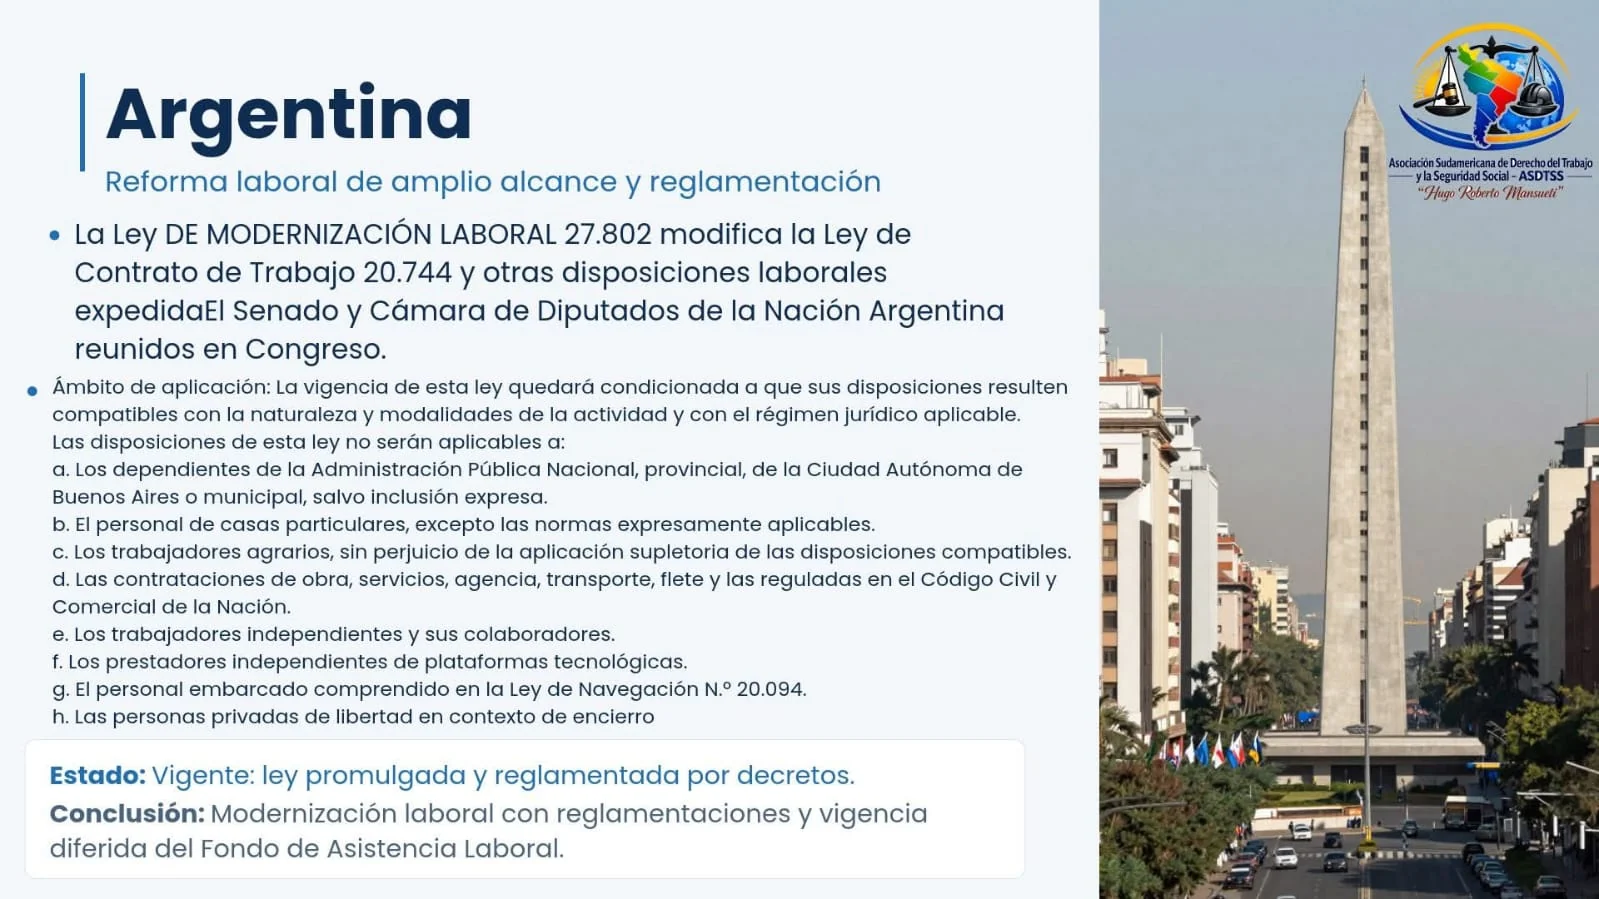 Argentina
Reforma laboral de amplio alcance y reglamentación
• La Ley DE MODERNIZACIÓN LABORAL 27.802 modifica la Ley de
Contrato de Trabajo 20.744 y otras disposiciones laborales
expedidaEl Senado y Cámara de Diputados de la Nación Argentina
reunidos en Congreso.
• Ámbito de aplicación: La vigencia de esta ley quedará condicionada a que sus disposiciones resulten
compatibles con la naturaleza y modalidades de la actividad y con el régimen jurídico aplicable.
Las disposiciones de esta ley no serán aplicables a:
a. Los dependientes de la Administración Pública Nacional, provincial, de la Ciudad Autónoma de
Buenos Aires o municipal, salvo inclusión expresa.
b. El personal de casas particulares, excepto las normas expresamente aplicables.
c. Los trabajadores agrarios, sin perjuicio de la aplicación supletoria de las disposiciones compatibles.
d. Las contrataciones de obra, servicios, agencia, transporte, flete y las reguladas en el Código Civil y
Comercial de la Nación.
e. Los trabajadores independientes y sus colaboradores.
f. Los prestadores independientes de plataformas tecnológicas.
g. El personal embarcado comprendido en la Ley de Navegación N.º 20.094.
h. Las personas privadas de libertad en contexto de encierro
Estado: Vigente: ley promulgada y reglamentada por decretos.
Conclusión: Modernización laboral con reglamentaciones y vigencia
diferida del Fondo de Asistencia Laboral.
Asociación Sudamericana de Derecho del Trabajo
y la Seguridad Social - ASDTSS
"Hugo Roberto Mansueti"